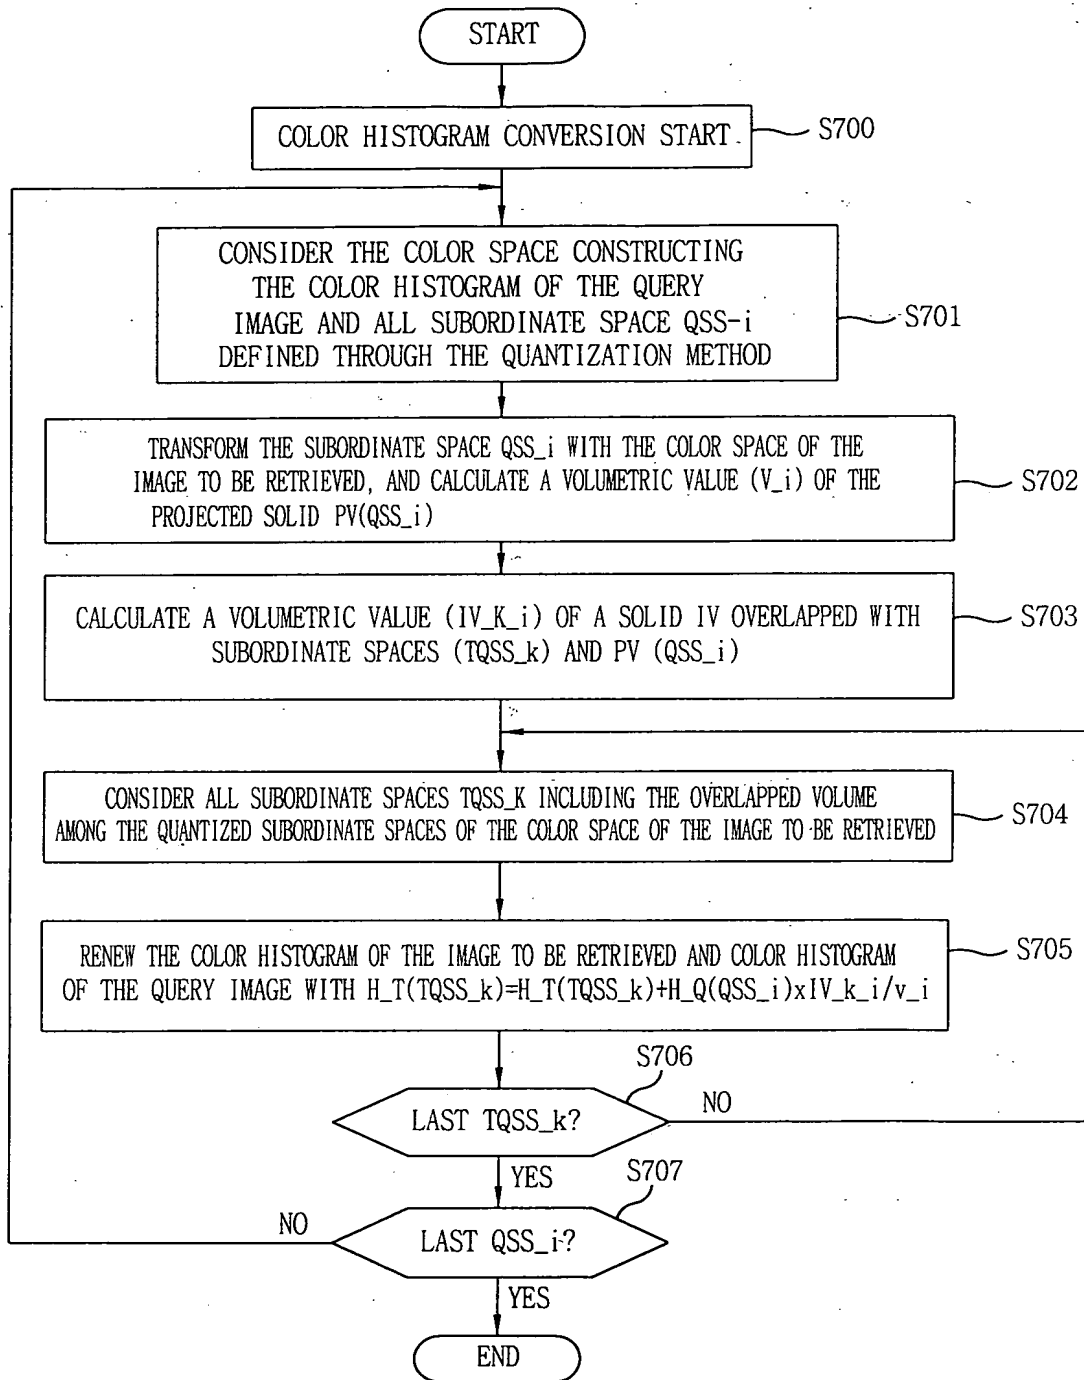 START
COLOR HISTOGRAM CONVERSION START
S700
CONSIDER THE COLOR SPACE CONSTRUCTING
THE COLOR HISTOGRAM OF THE QUERY
IMAGE AND ALL SUBORDINATE SPACE QSS-i
DEFINED THROUGH THE QUANTIZATION METHOD
S701
TRANSFORM THE SUBORDINATE SPACE QSS_i WITH THE COLOR SPACE OF THE
IMAGE TO BE RETRIEVED, AND CALCULATE A VOLUMETRIC VALUE (V_i) OF THE
PROJECTED SOLID PV(QSS_i)
S702
CALCULATE A VOLUMETRIC VALUE (IV_K_i) OF A SOLID IV OVERLAPPED WITH
SUBORDINATE SPACES (TQSS_k) AND PV (QSS_i)
S703
CONSIDER ALL SUBORDINATE SPACES TQSS_K INCLUDING THE OVERLAPPED VOLUME
AMONG THE QUANTIZED SUBORDINATE SPACES OF THE COLOR SPACE OF THE IMAGE TO BE RETRIEVED
S704
RENEW THE COLOR HISTOGRAM OF THE IMAGE TO BE RETRIEVED AND COLOR HISTOGRAM
OF THE QUERY IMAGE WITH H_T(TQSS_k)=H_T(TQSS_k)+H_Q(QSS_i)xIV_k_i/v_i
S705
S706
LAST TQSS_k?
NO
YES
S707
NO
LAST QSS_i?
YES
END